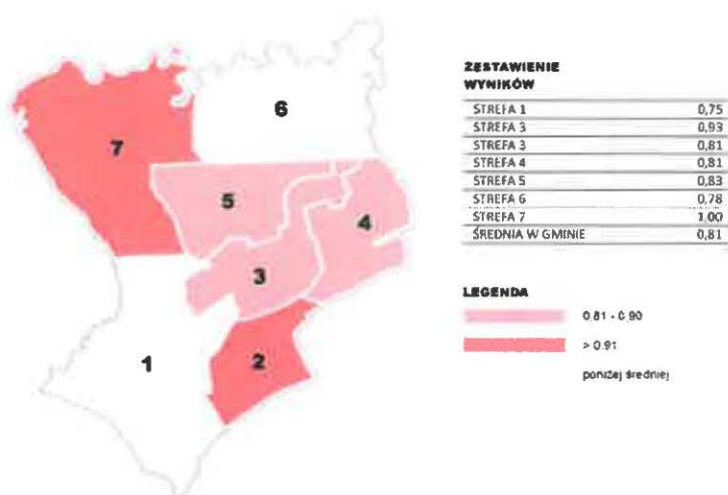 6
7
5
4
3
1
2
ZESTAWIENIE
WYNIKÓW
STREFA 1 0,75
STREFA 3 0,93
STREFA 3 0,81
STREFA 4 0,81
STREFA 5 0,83
STREFA 6 0,78
STREFA 7 1,00
ŚREDNIA W GMINIE 0,81
LEGENDA
0.81 - 0.90
> 0.91
poniżej średniej